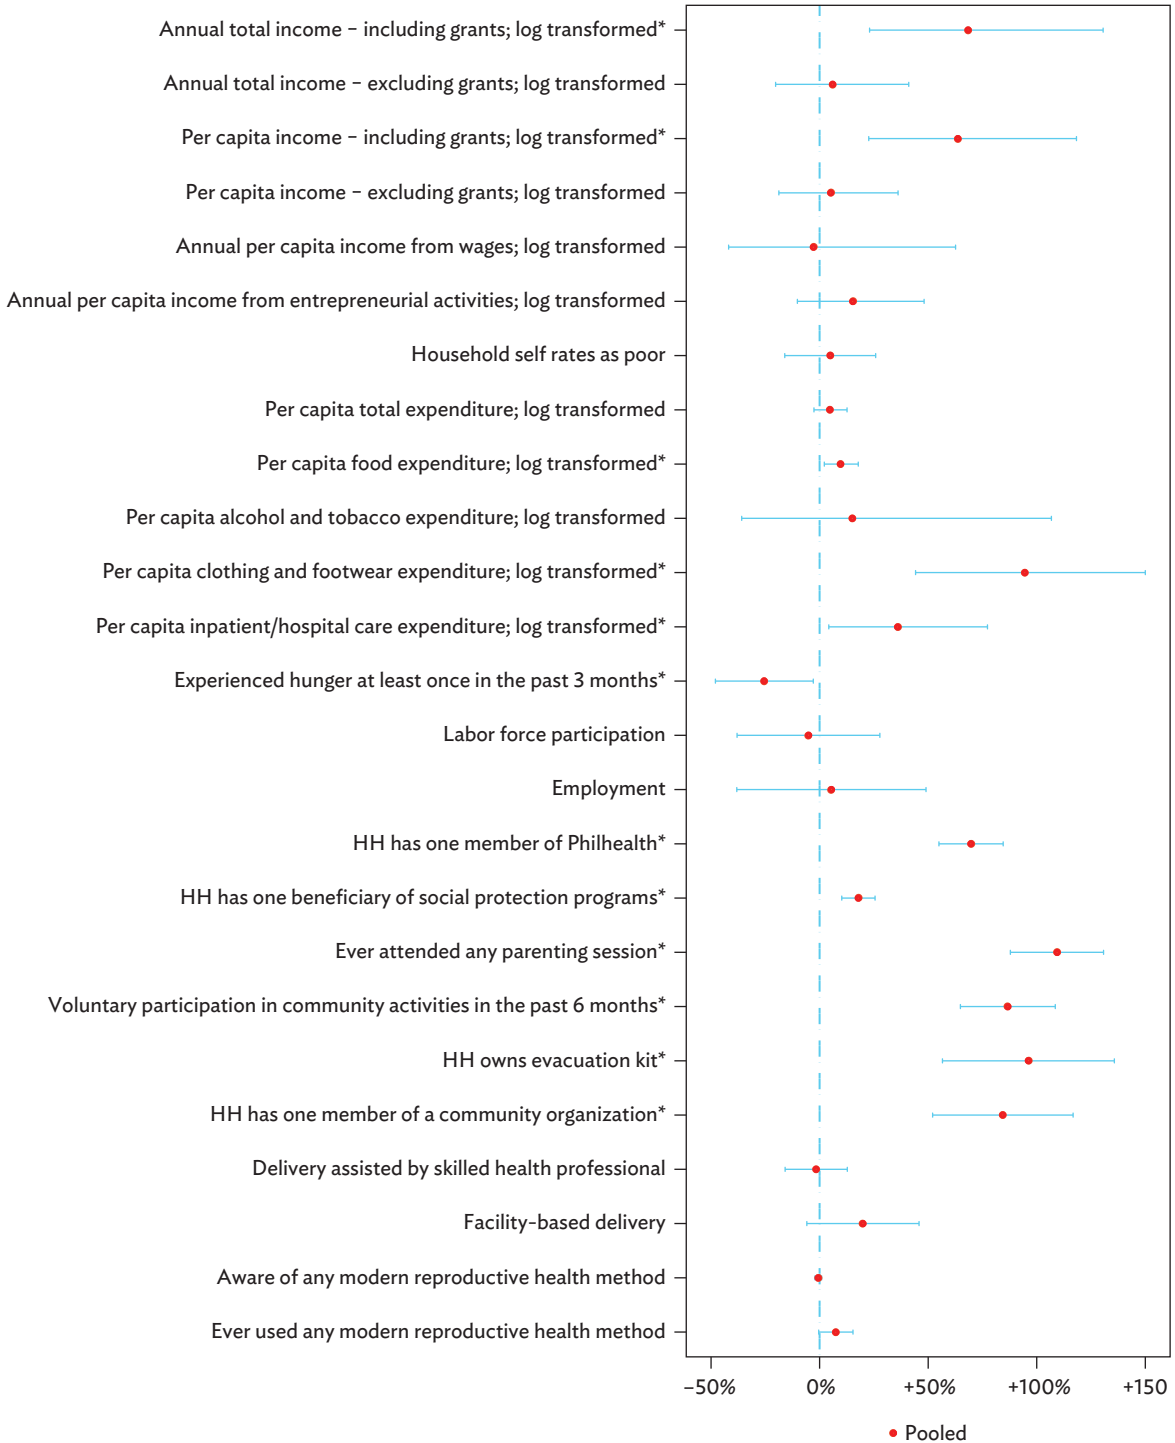 Annual total income – including grants; log transformed*
Annual total income – excluding grants; log transformed
Per capita income – including grants; log transformed*
Per capita income – excluding grants; log transformed
Annual per capita income from wages; log transformed
Annual per capita income from entrepreneurial activities; log transformed
Household self rates as poor
Per capita total expenditure; log transformed
Per capita food expenditure; log transformed*
Per capita alcohol and tobacco expenditure; log transformed
Per capita clothing and footwear expenditure; log transformed*
Per capita inpatient/hospital care expenditure; log transformed*
Experienced hunger at least once in the past 3 months*
Labor force participation
Employment
HH has one member of Philhealth*
HH has one beneficiary of social protection programs*
Ever attended any parenting session*
Voluntary participation in community activities in the past 6 months*
HH owns evacuation kit*
HH has one member of a community organization*
Delivery assisted by skilled health professional
Facility-based delivery
Aware of any modern reproductive health method
Ever used any modern reproductive health method
–50% 0% +50% +100% +150
Pooled